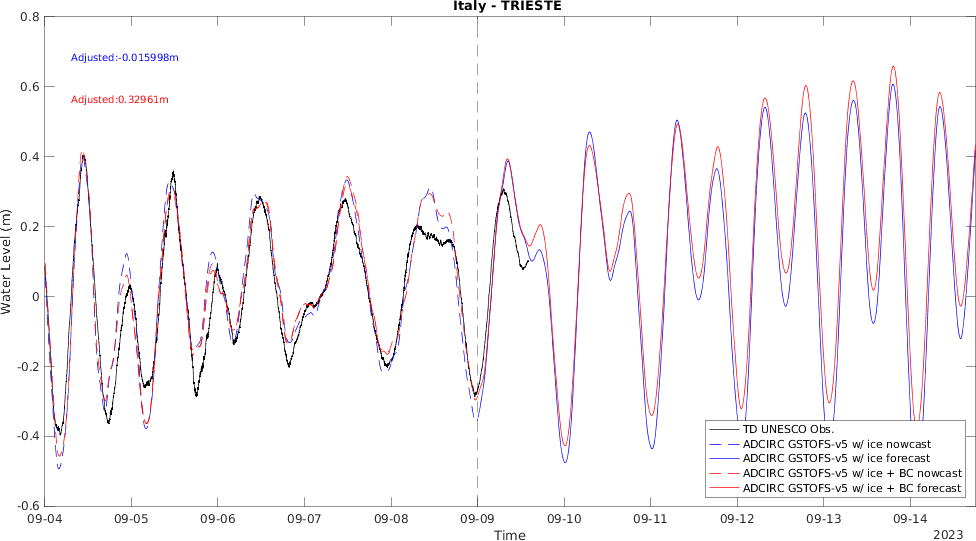 Italy - TRIESTE
0.8
0.6
0.4
0.2
0
-0.2
-0.4
-0.6
Water Level (m)
Adjusted:-0.015998m
Adjusted:0.32961m
TD UNESCO Obs.
ADCIRC GSTOFS-v5 w/ ice nowcast
ADCIRC GSTOFS-v5 w/ ice forecast
ADCIRC GSTOFS-v5 w/ ice + BC nowcast
ADCIRC GSTOFS-v5 w/ ice + BC forecast
09-04 09-05 09-06 09-07 09-08 09-09 09-10 09-11 09-12 09-13 09-14
Time
2023